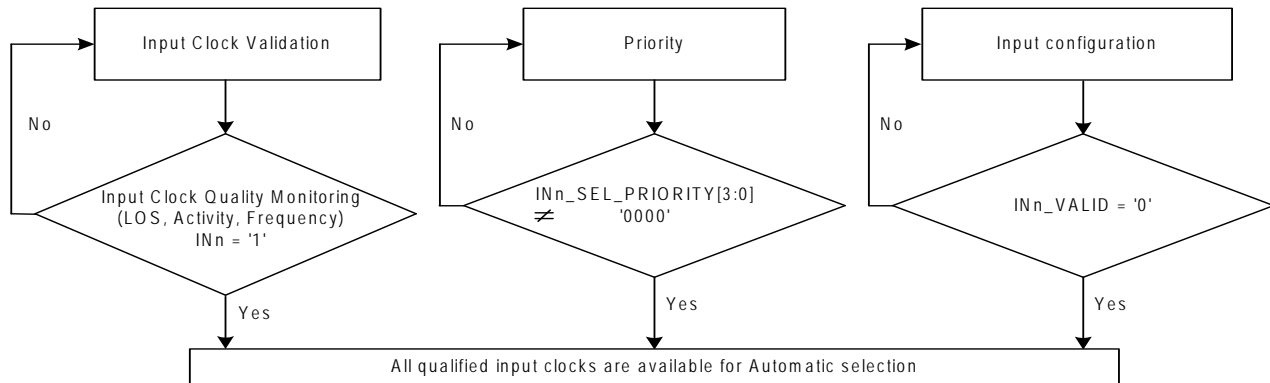 Input Clock Validation
Priority
Input configuration
No
No
No
Input Clock Quality Monitoring
(LOS, Activity, Frequency)
INn = '1'
INn_SEL_PRIORITY[3:0]
≠ '0000'
INn_VALID = '0'
Yes
Yes
Yes
All qualified input clocks are available for Automatic selection